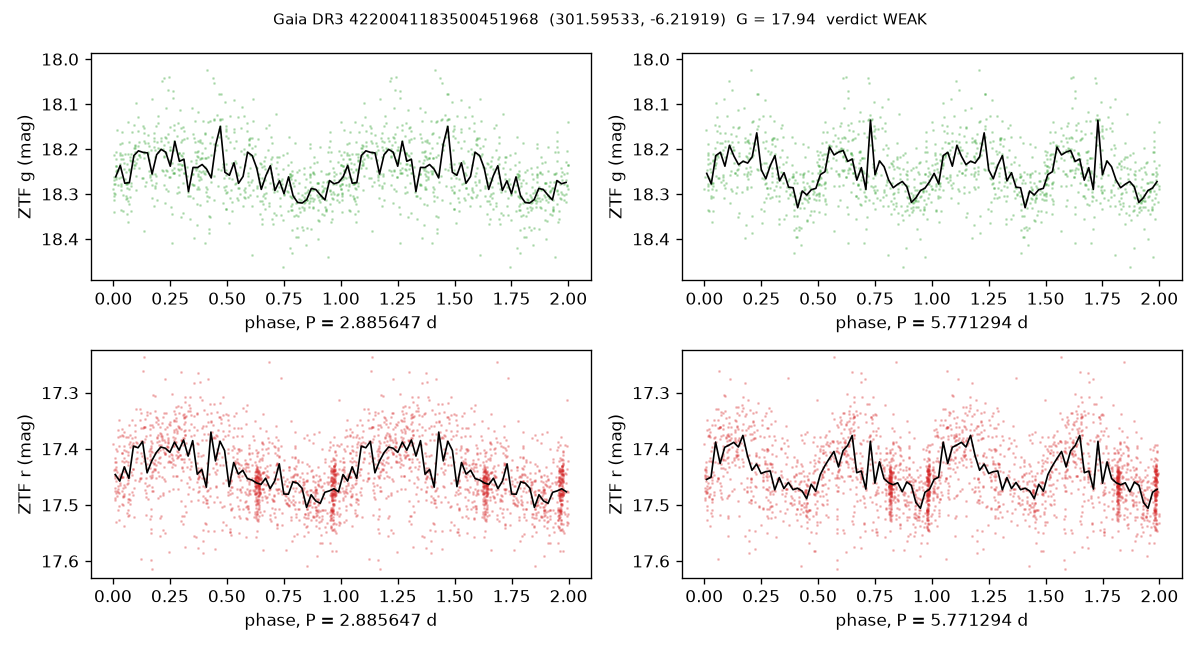 Gaia DR3 4220041183500451968  (301.59533, -6.21919)  G = 17.94  verdict WEAK
ZTF g (mag)
18.0
18.1
18.2
18.3
18.4
0.00 0.25 0.50 0.75 1.00 1.25 1.50 1.75 2.00
phase, P = 2.885647 d
ZTF g (mag)
18.0
18.1
18.2
18.3
18.4
0.00 0.25 0.50 0.75 1.00 1.25 1.50 1.75 2.00
phase, P = 5.771294 d
ZTF r (mag)
17.3
17.4
17.5
17.6
0.00 0.25 0.50 0.75 1.00 1.25 1.50 1.75 2.00
phase, P = 2.885647 d
ZTF r (mag)
17.3
17.4
17.5
17.6
0.00 0.25 0.50 0.75 1.00 1.25 1.50 1.75 2.00
phase, P = 5.771294 d